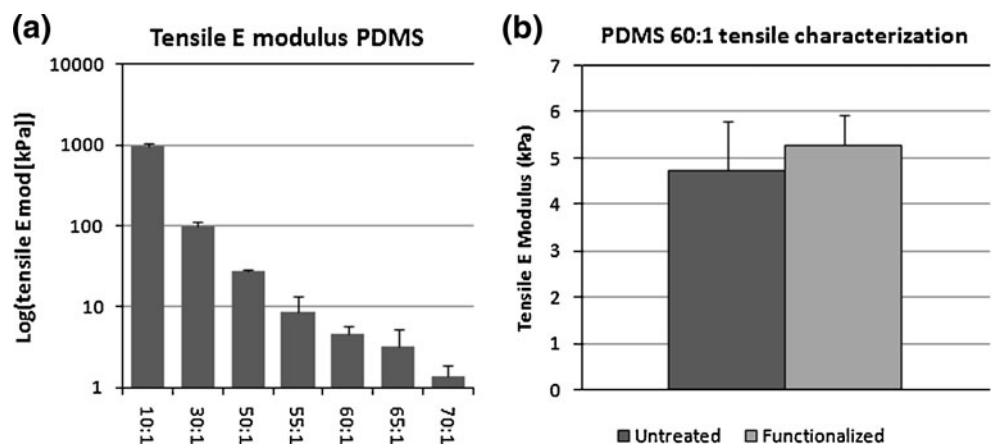 (a)
Tensile E modulus PDMS
Log(tensile E mod [kPa])
10000
1000
100
10
1
10:1
30:1
50:1
55:1
60:1
65:1
70:1
(b)
PDMS 60:1 tensile characterization
Tensile E Modulus (kPa)
7
6
5
4
3
2
1
0
Untreated
Functionalized